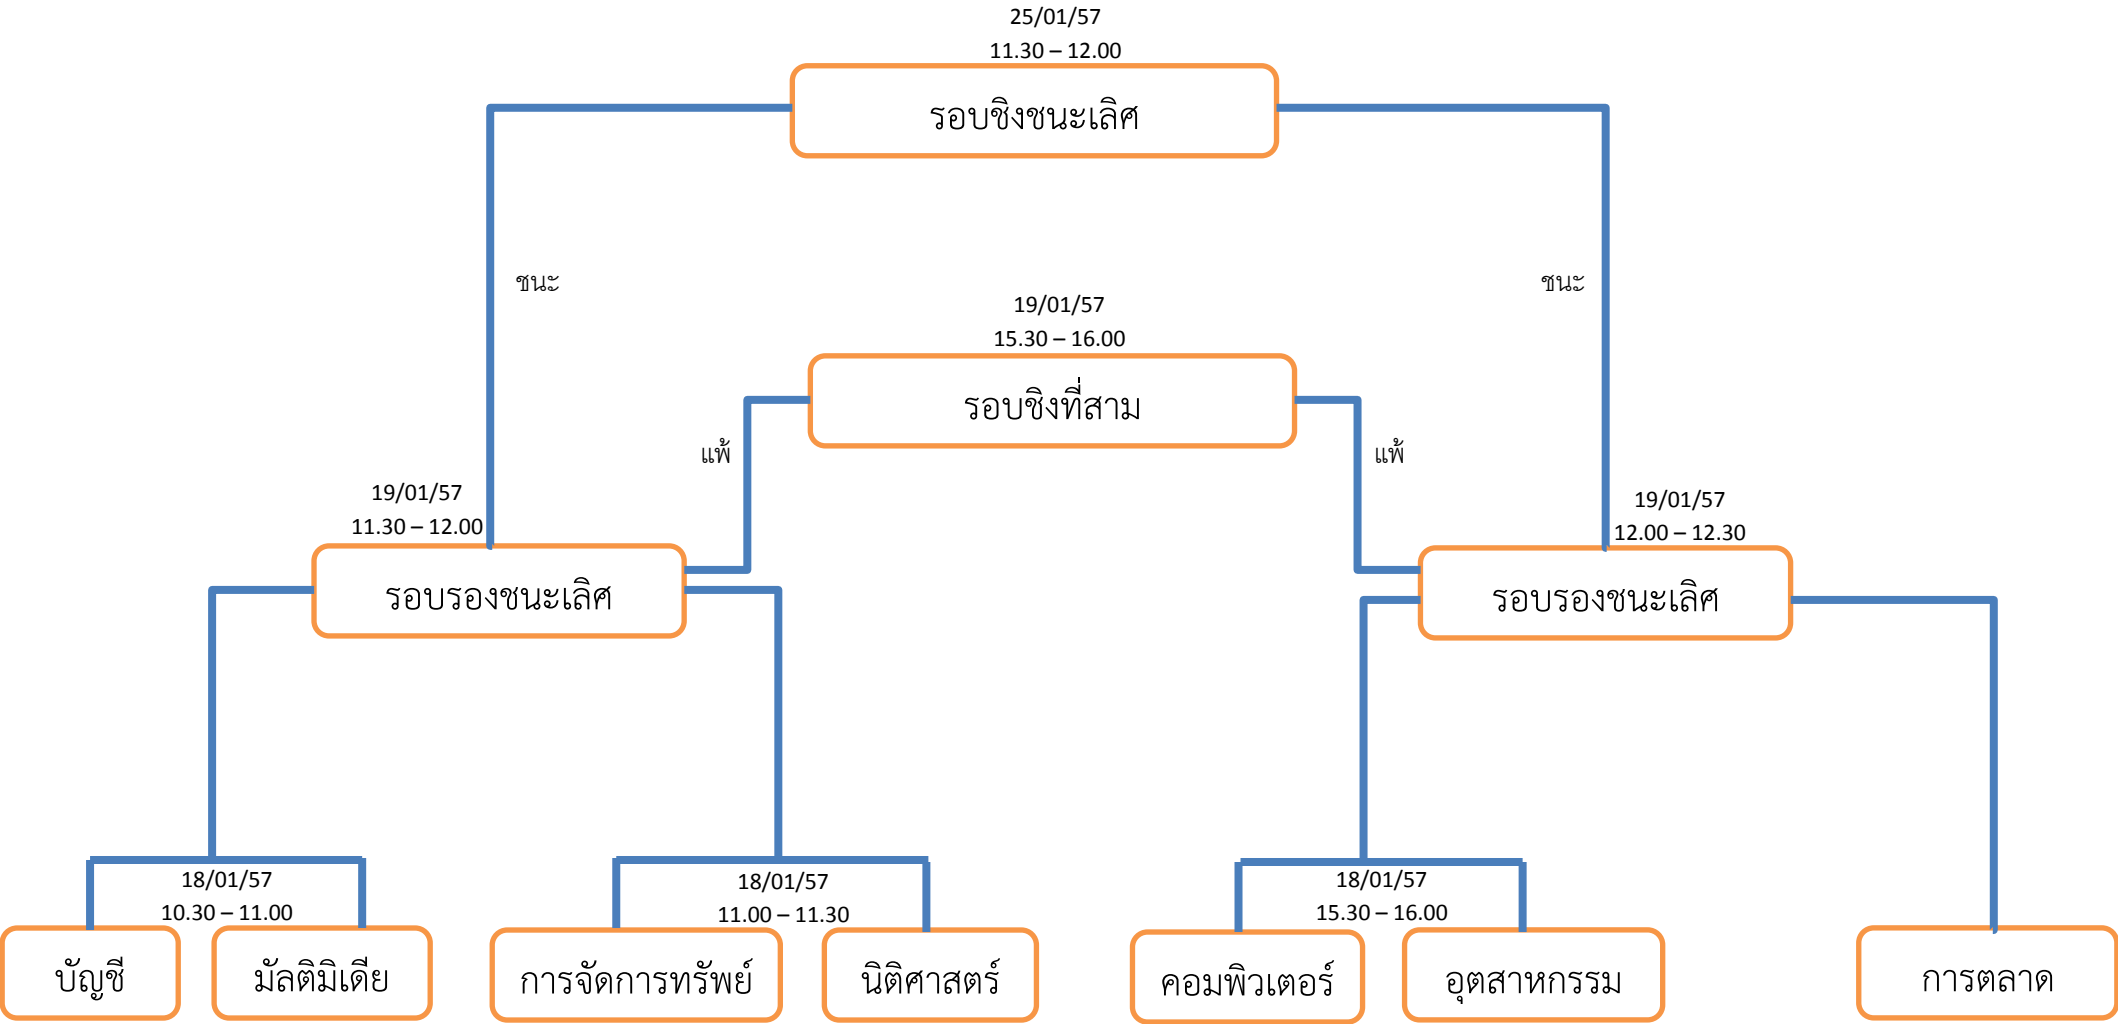 25/01/57
11.30 – 12.00
รอบชิงชนะเลิศ
ชนะ
ชนะ
19/01/57
15.30 – 16.00
รอบชิงที่สาม
แพ้
แพ้
19/01/57
11.30 – 12.00
19/01/57
12.00 – 12.30
รอบรองชนะเลิศ
รอบรองชนะเลิศ
18/01/57
10.30 – 11.00
18/01/57
11.00 – 11.30
18/01/57
15.30 – 16.00
บัญชี
มัลติมิเดีย
การจัดการทรัพย์
นิติศาสตร์
คอมพิวเตอร์
อุตสาหกรรม
การตลาด